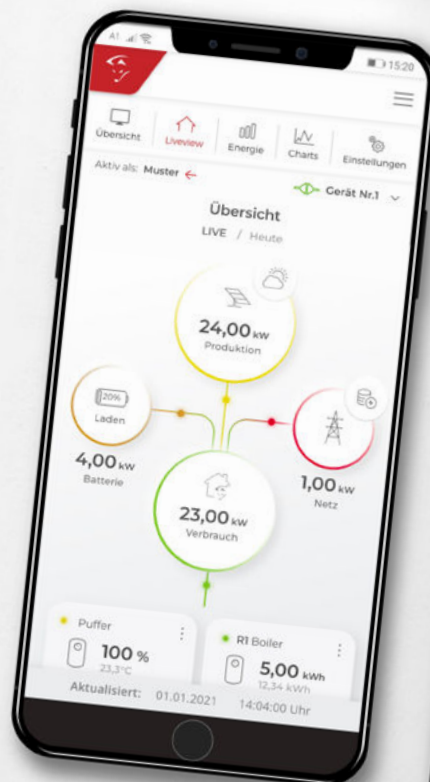 A1
15:20
Übersicht
Liveview
Energie
Charts
Einstellungen
Aktiv als: Muster
Gerät Nr.1
Übersicht
LIVE / Heute
24,00 kW
Produktion
20%
Laden
4,00 kW
Batterie
1,00 kW
Netz
23,00 kW
Verbrauch
Puffer
100 %
23,3°C
R1 Boiler
5,00 kWh
12,34 kWh
Aktualisiert: 01.01.2021 14:04:00 Uhr